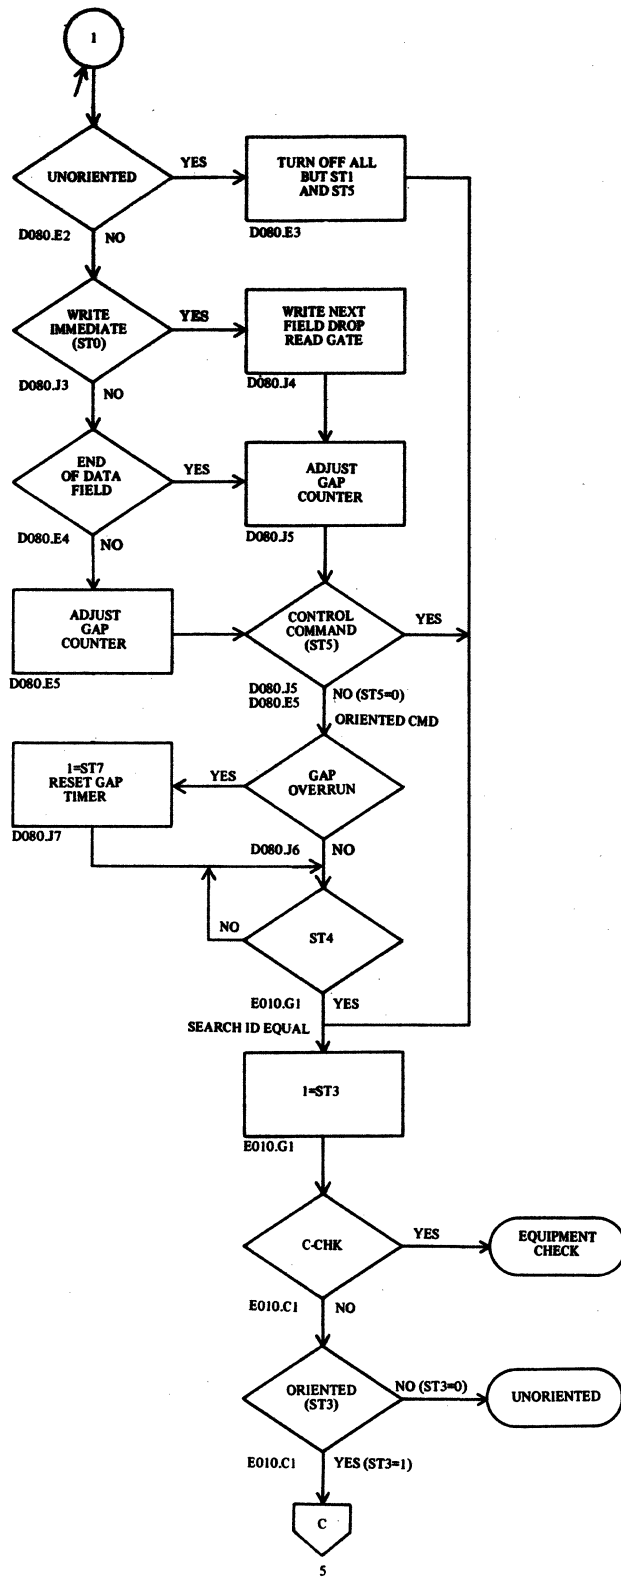 1
UNORIENTED
YES
TURN OFF ALL
BUT ST1
AND ST5
D080.E2
NO
D080.E3
WRITE
IMMEDIATE
(ST0)
YES
WRITE NEXT
FIELD DROP
READ GATE
D080.J3
NO
D080.J4
END
OF DATA
FIELD
YES
ADJUST
GAP
COUNTER
D080.E4
NO
D080.J5
ADJUST
GAP
COUNTER
CONTROL
COMMAND
(ST5)
YES
D080.E5
D080.J5
D080.E5
NO (ST5=0)
ORIENTED CMD
1=ST7
RESET GAP
TIMER
YES
GAP
OVERRUN
D080.J7
D080.J6
NO
NO
ST4
E010.G1
YES
SEARCH ID EQUAL
1=ST3
E010.G1
C-CHK
YES
EQUIPMENT
CHECK
E010.C1
NO
ORIENTED
(ST3)
NO (ST3=0)
UNORIENTED
E010.C1
YES (ST3=1)
C
5